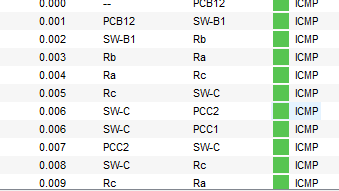 0.000 -- PCB12 ICMP
0.001 PCB12 SW-B1 ICMP
0.002 SW-B1 Rb ICMP
0.003 Rb Ra ICMP
0.004 Ra Rc ICMP
0.005 Rc SW-C ICMP
0.006 SW-C PCC2 ICMP
0.006 SW-C PCC1 ICMP
0.007 PCC2 SW-C ICMP
0.008 SW-C Rc ICMP
0.009 Rc Ra ICMP